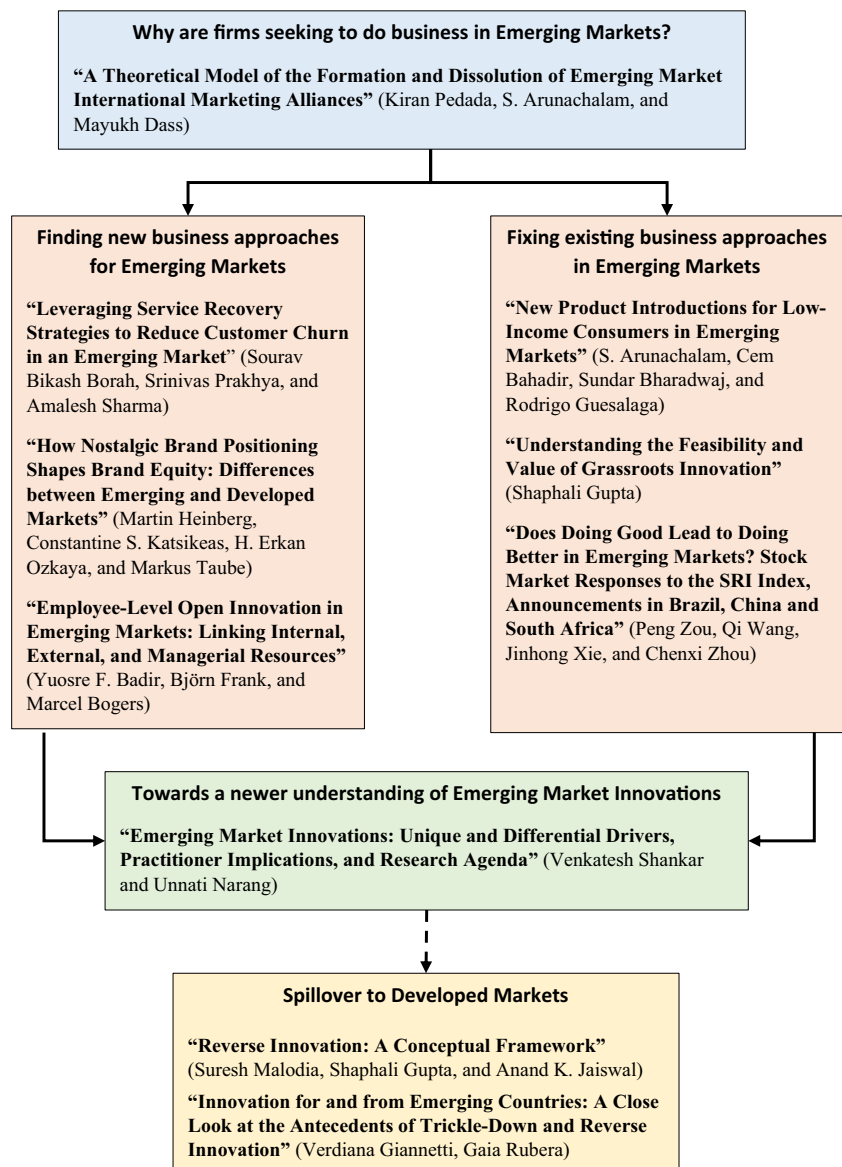 Why are firms seeking to do business in Emerging Markets?
“A Theoretical Model of the Formation and Dissolution of Emerging Market
International Marketing Alliances” (Kiran Pedada, S. Arunachalam, and
Mayukh Dass)
Finding new business approaches
for Emerging Markets
“Leveraging Service Recovery
Strategies to Reduce Customer Churn
in an Emerging Market” (Sourav
Bikash Borah, Srinivas Prakhya, and
Amalesh Sharma)
“How Nostalgic Brand Positioning
Shapes Brand Equity: Differences
between Emerging and Developed
Markets” (Martin Heinberg,
Constantine S. Katsikeas, H. Erkan
Ozkaya, and Markus Taube)
“Employee-Level Open Innovation in
Emerging Markets: Linking Internal,
External, and Managerial Resources”
(Yuosre F. Badir, Björn Frank, and
Marcel Bogers)
Fixing existing business approaches
in Emerging Markets
“New Product Introductions for Low-
Income Consumers in Emerging
Markets” (S. Arunachalam, Cem
Bahadir, Sundar Bharadwaj, and
Rodrigo Guesalaga)
“Understanding the Feasibility and
Value of Grassroots Innovation”
(Shaphali Gupta)
“Does Doing Good Lead to Doing
Better in Emerging Markets? Stock
Market Responses to the SRI Index,
Announcements in Brazil, China and
South Africa” (Peng Zou, Qi Wang,
Jinhong Xie, and Chenxi Zhou)
Towards a newer understanding of Emerging Market Innovations
“Emerging Market Innovations: Unique and Differential Drivers,
Practitioner Implications, and Research Agenda” (Venkatesh Shankar
and Unnati Narang)
Spillover to Developed Markets
“Reverse Innovation: A Conceptual Framework”
(Suresh Malodia, Shaphali Gupta, and Anand K. Jaiswal)
“Innovation for and from Emerging Countries: A Close
Look at the Antecedents of Trickle-Down and Reverse
Innovation” (Verdiana Giannetti, Gaia Rubera)